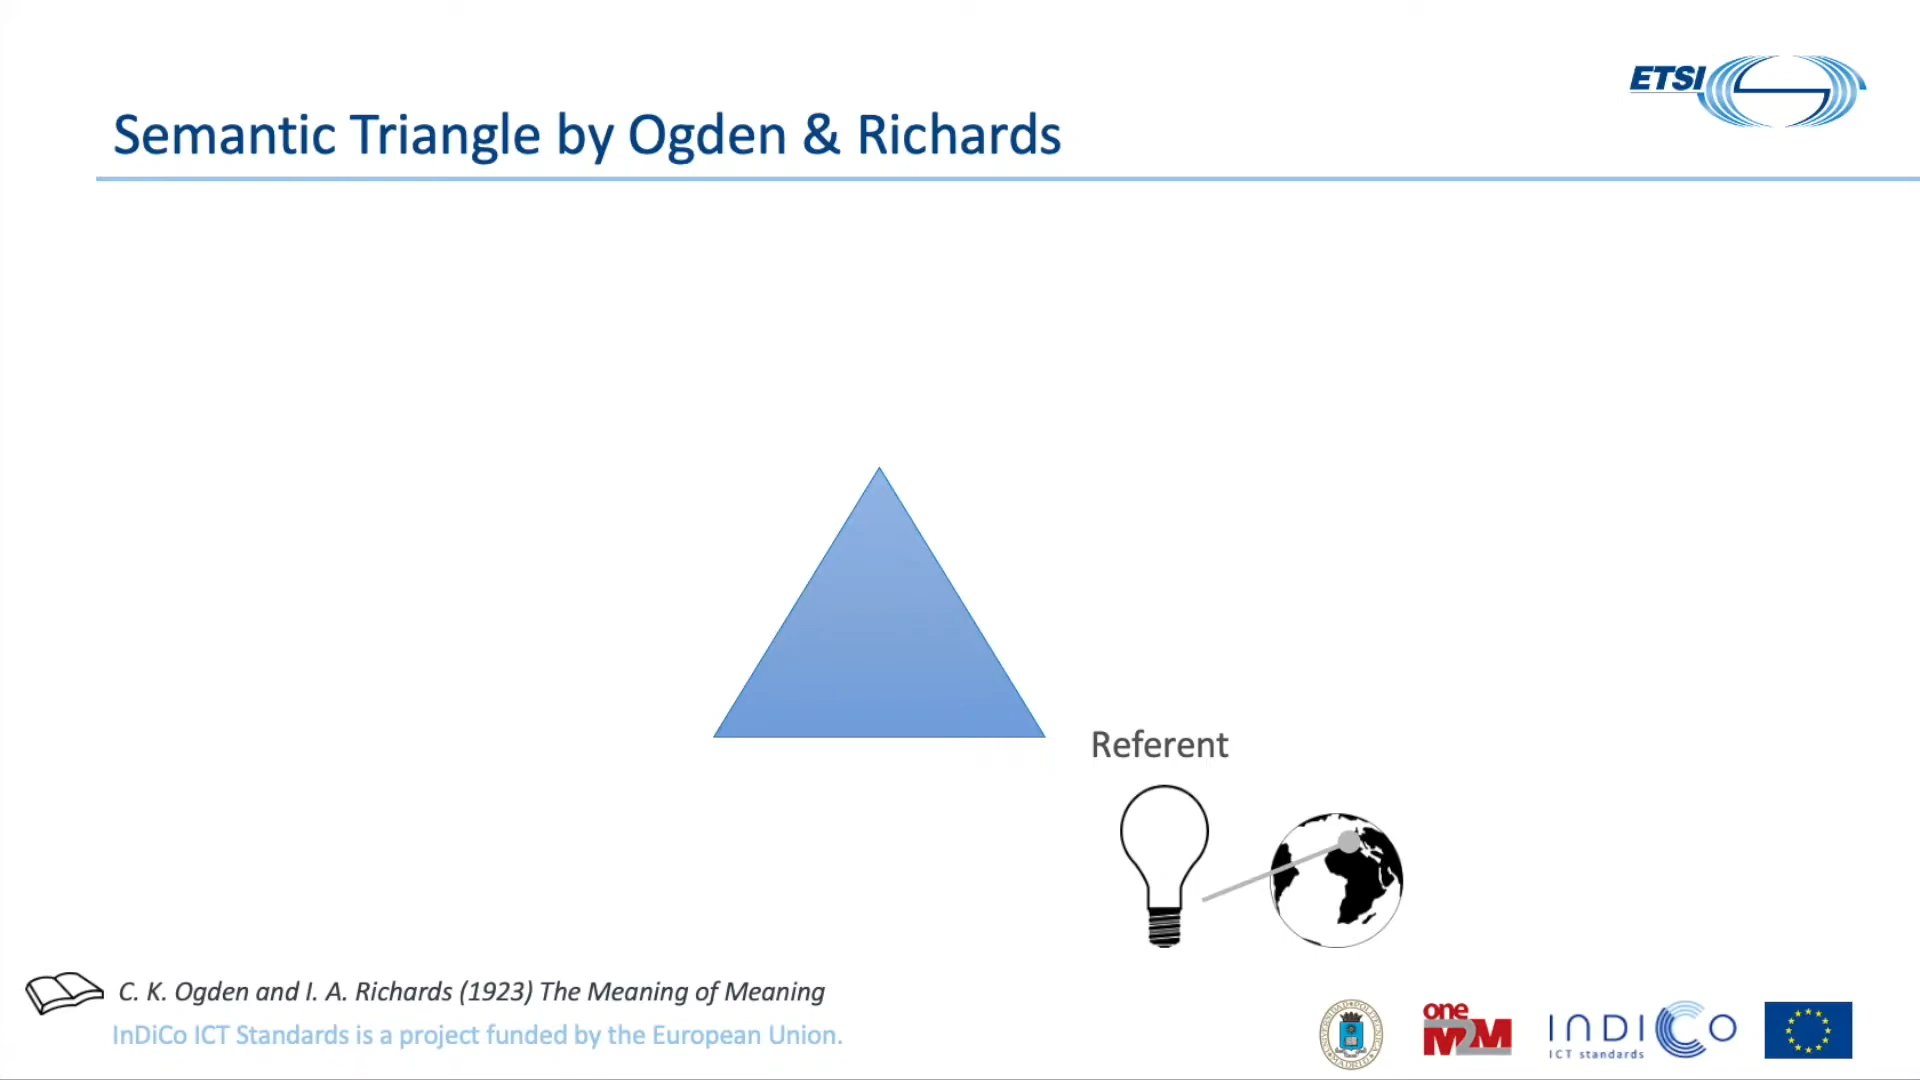 ETSI
Semantic Triangle by Ogden & Richards
Referent
C. K. Ogden and I. A. Richards (1923) The Meaning of Meaning
InDiCo ICT Standards is a project funded by the European Union.
one
M2M
INDICO
ICT standards